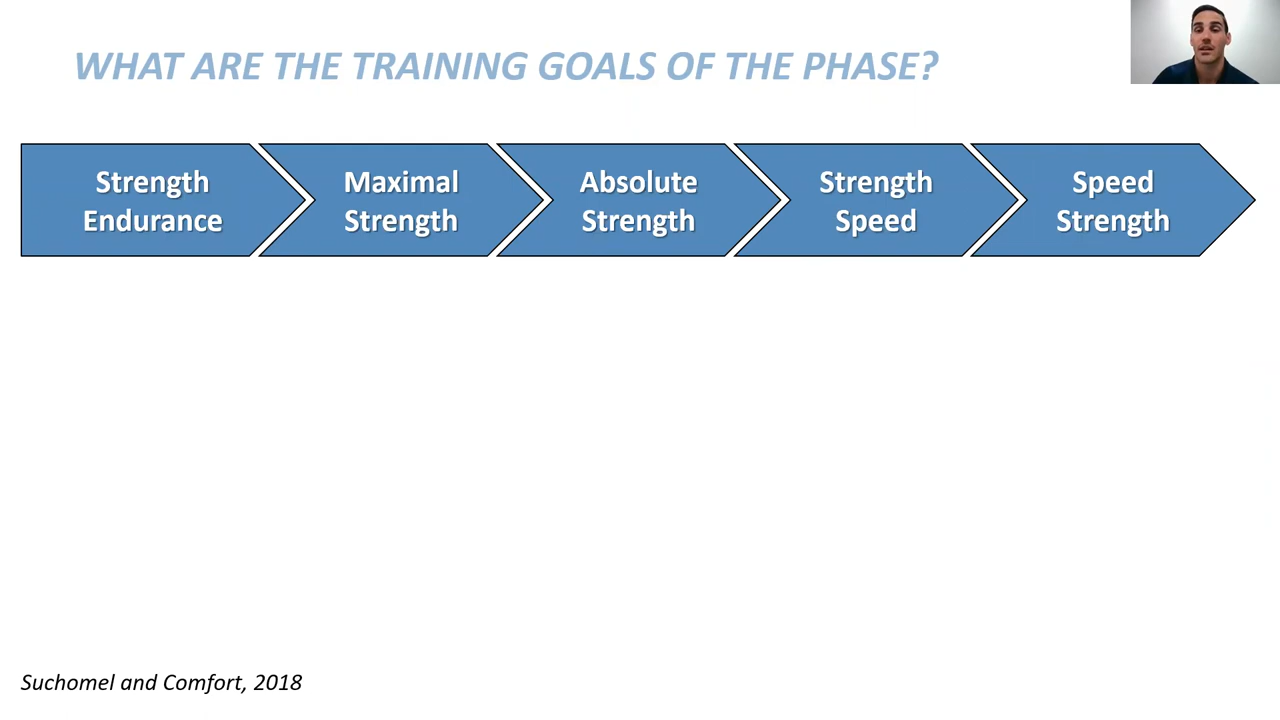 WHAT ARE THE TRAINING GOALS OF THE PHASE?
Strength
Endurance
Maximal
Strength
Absolute
Strength
Strength
Speed
Speed
Strength
Suchomel and Comfort, 2018